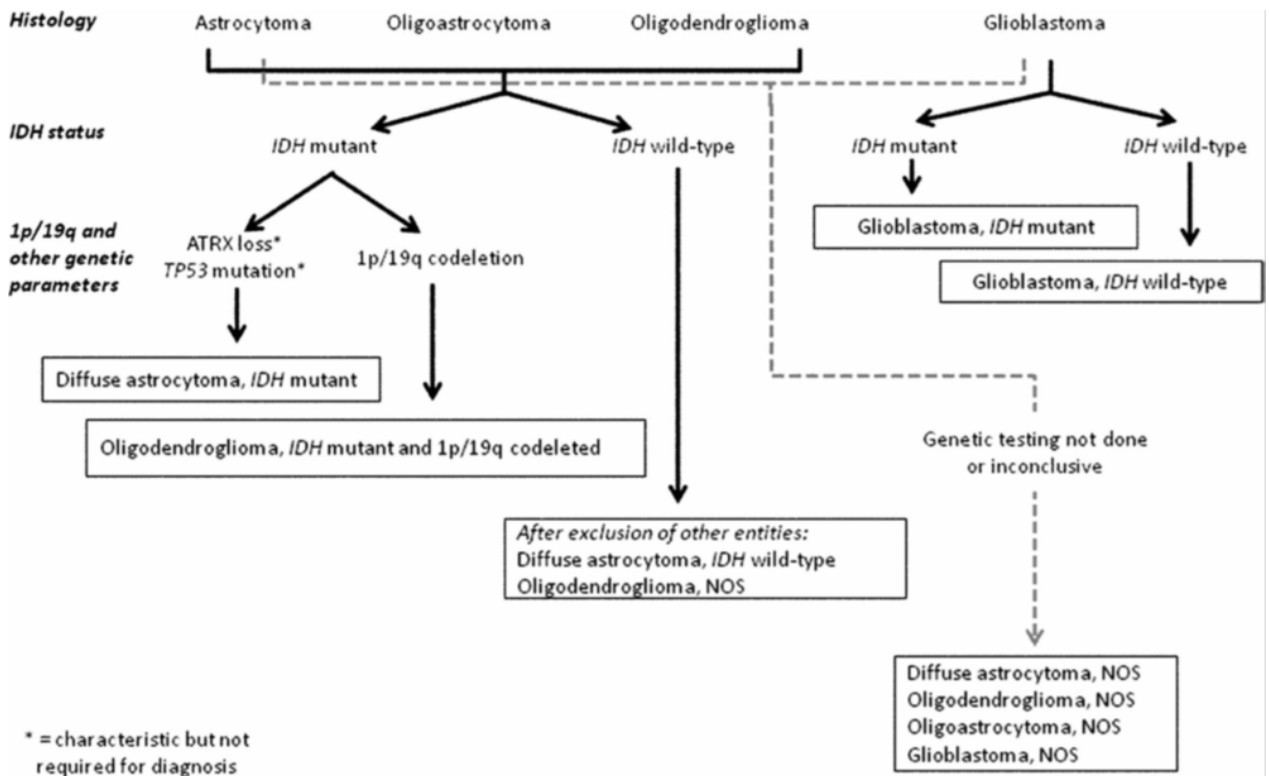 Histology
Astrocytoma
Oligoastrocytoma
Oligodendroglioma
Glioblastoma
IDH status
IDH mutant
IDH wild-type
IDH mutant
IDH wild-type
1p/19q and
other genetic
parameters
ATRX loss*
TP53 mutation*
1p/19q codeletion
Glioblastoma, IDH mutant
Glioblastoma, IDH wild-type
Diffuse astrocytoma, IDH mutant
Oligodendroglioma, IDH mutant and 1p/19q codeleted
Genetic testing not done
or inconclusive
After exclusion of other entities:
Diffuse astrocytoma, IDH wild-type
Oligodendroglioma, NOS
Diffuse astrocytoma, NOS
Oligodendroglioma, NOS
Oligoastrocytoma, NOS
Glioblastoma, NOS
* = characteristic but not
required for diagnosis